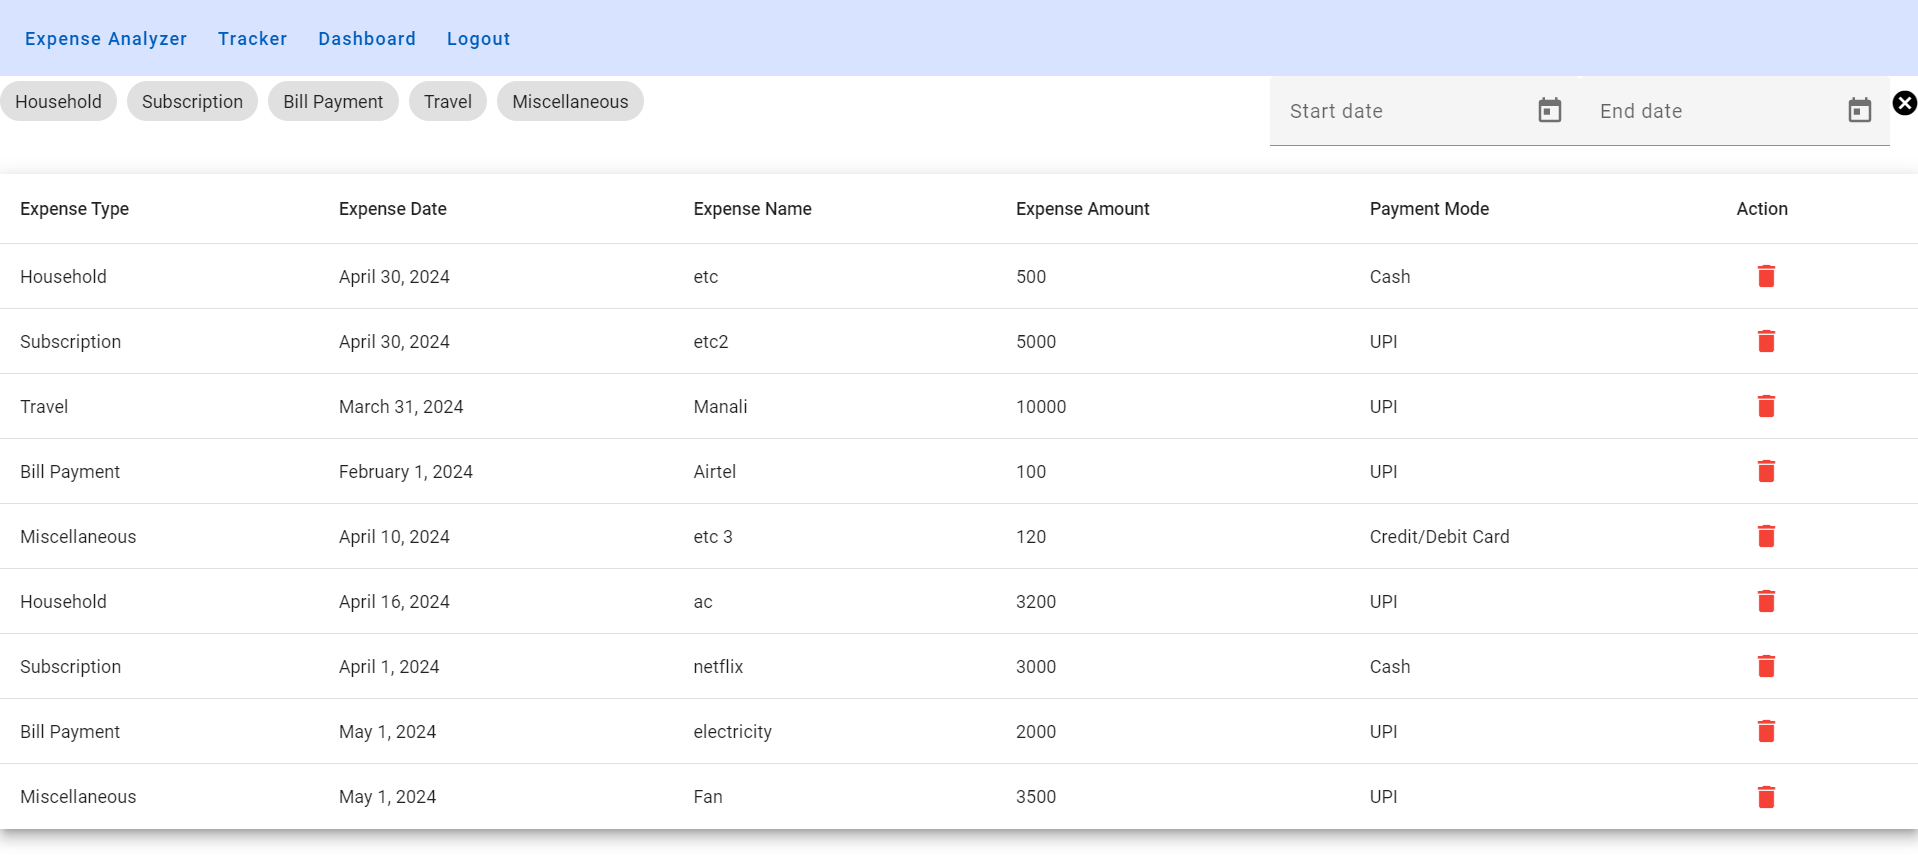 Expense Analyzer Tracker Dashboard Logout
Household Subscription Bill Payment Travel Miscellaneous Start date End date
Expense Type Expense Date Expense Name Expense Amount Payment Mode Action
Household April 30, 2024 etc 500 Cash
Subscription April 30, 2024 etc2 5000 UPI
Travel March 31, 2024 Manali 10000 UPI
Bill Payment February 1, 2024 Airtel 100 UPI
Miscellaneous April 10, 2024 etc 3 120 Credit/Debit Card
Household April 16, 2024 ac 3200 UPI
Subscription April 1, 2024 netflix 3000 Cash
Bill Payment May 1, 2024 electricity 2000 UPI
Miscellaneous May 1, 2024 Fan 3500 UPI